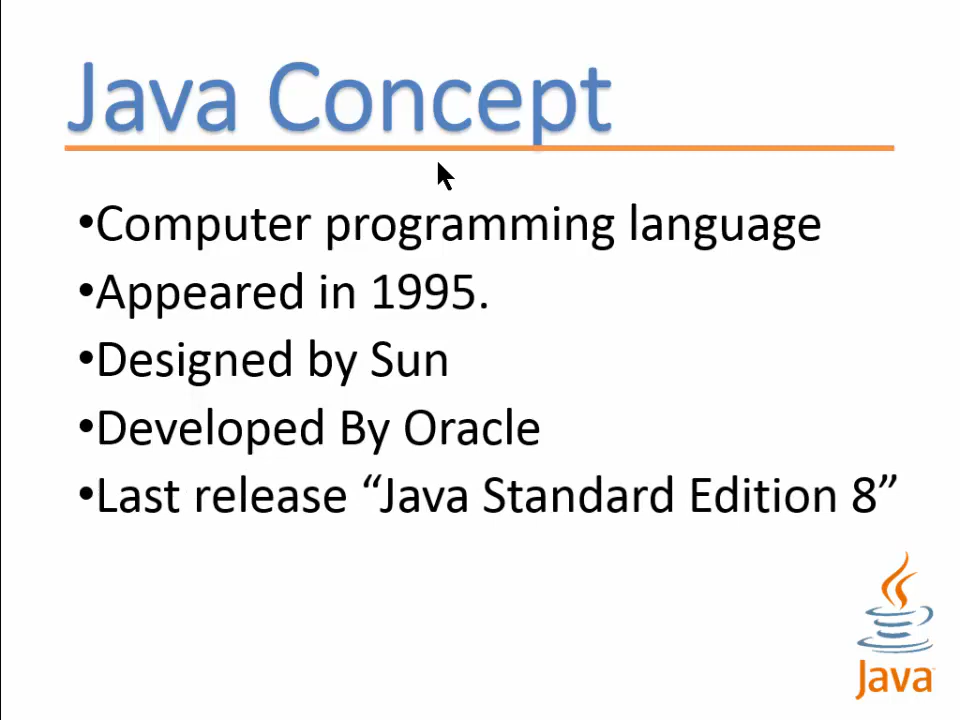 Java Concept
•Computer programming language
•Appeared in 1995.
•Designed by Sun
•Developed By Oracle
•Last release “Java Standard Edition 8”
Java